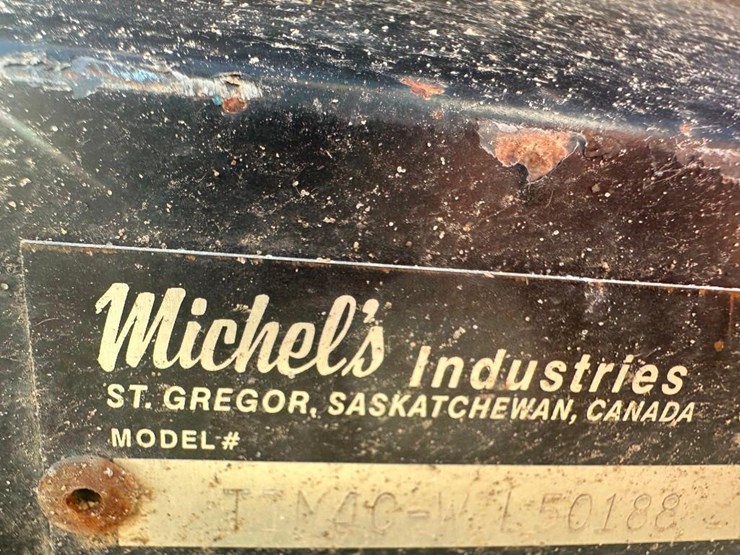 Michel's Industries
ST. GREGOR, SASKATCHEWAN, CANADA
MODEL #
50188